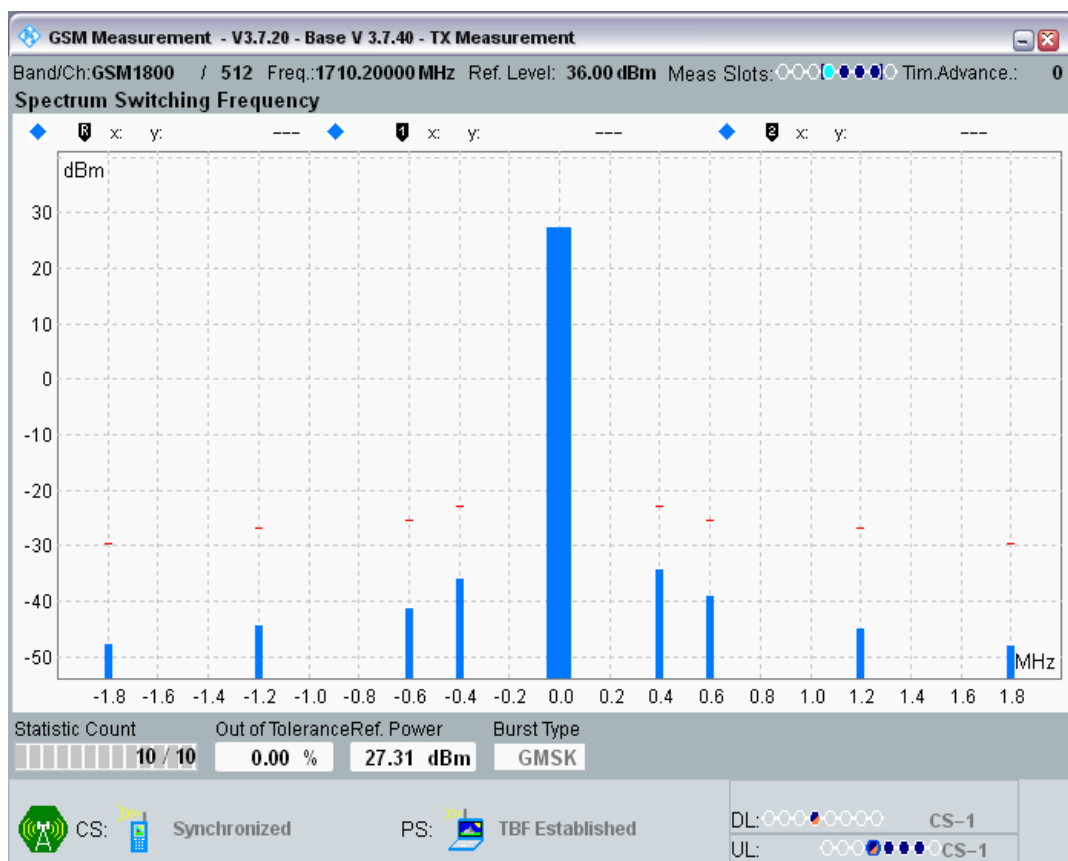 GSM Measurement - V3.7.20 - Base V 3.7.40 - TX Measurement
Band/Ch:GSM1800 / 512 Freq.:1710.20000 MHz Ref. Level: 36.00 dBm Meas Slots: Tim.Advance.: 0
Spectrum Switching Frequency
R x: y: --- 1 x: y: --- 2 x: y: ---
dBm
30
20
10
0
-10
-20
-30
-40
-50
MHz
-1.8 -1.6 -1.4 -1.2 -1.0 -0.8 -0.6 -0.4 -0.2 0.0 0.2 0.4 0.6 0.8 1.0 1.2 1.4 1.6 1.8
Statistic Count Out of Tolerance Ref. Power Burst Type
10 / 10 0.00 % 27.31 dBm GMSK
CS: Synchronized PS: TBF Established
DL: CS-1
UL: CS-1